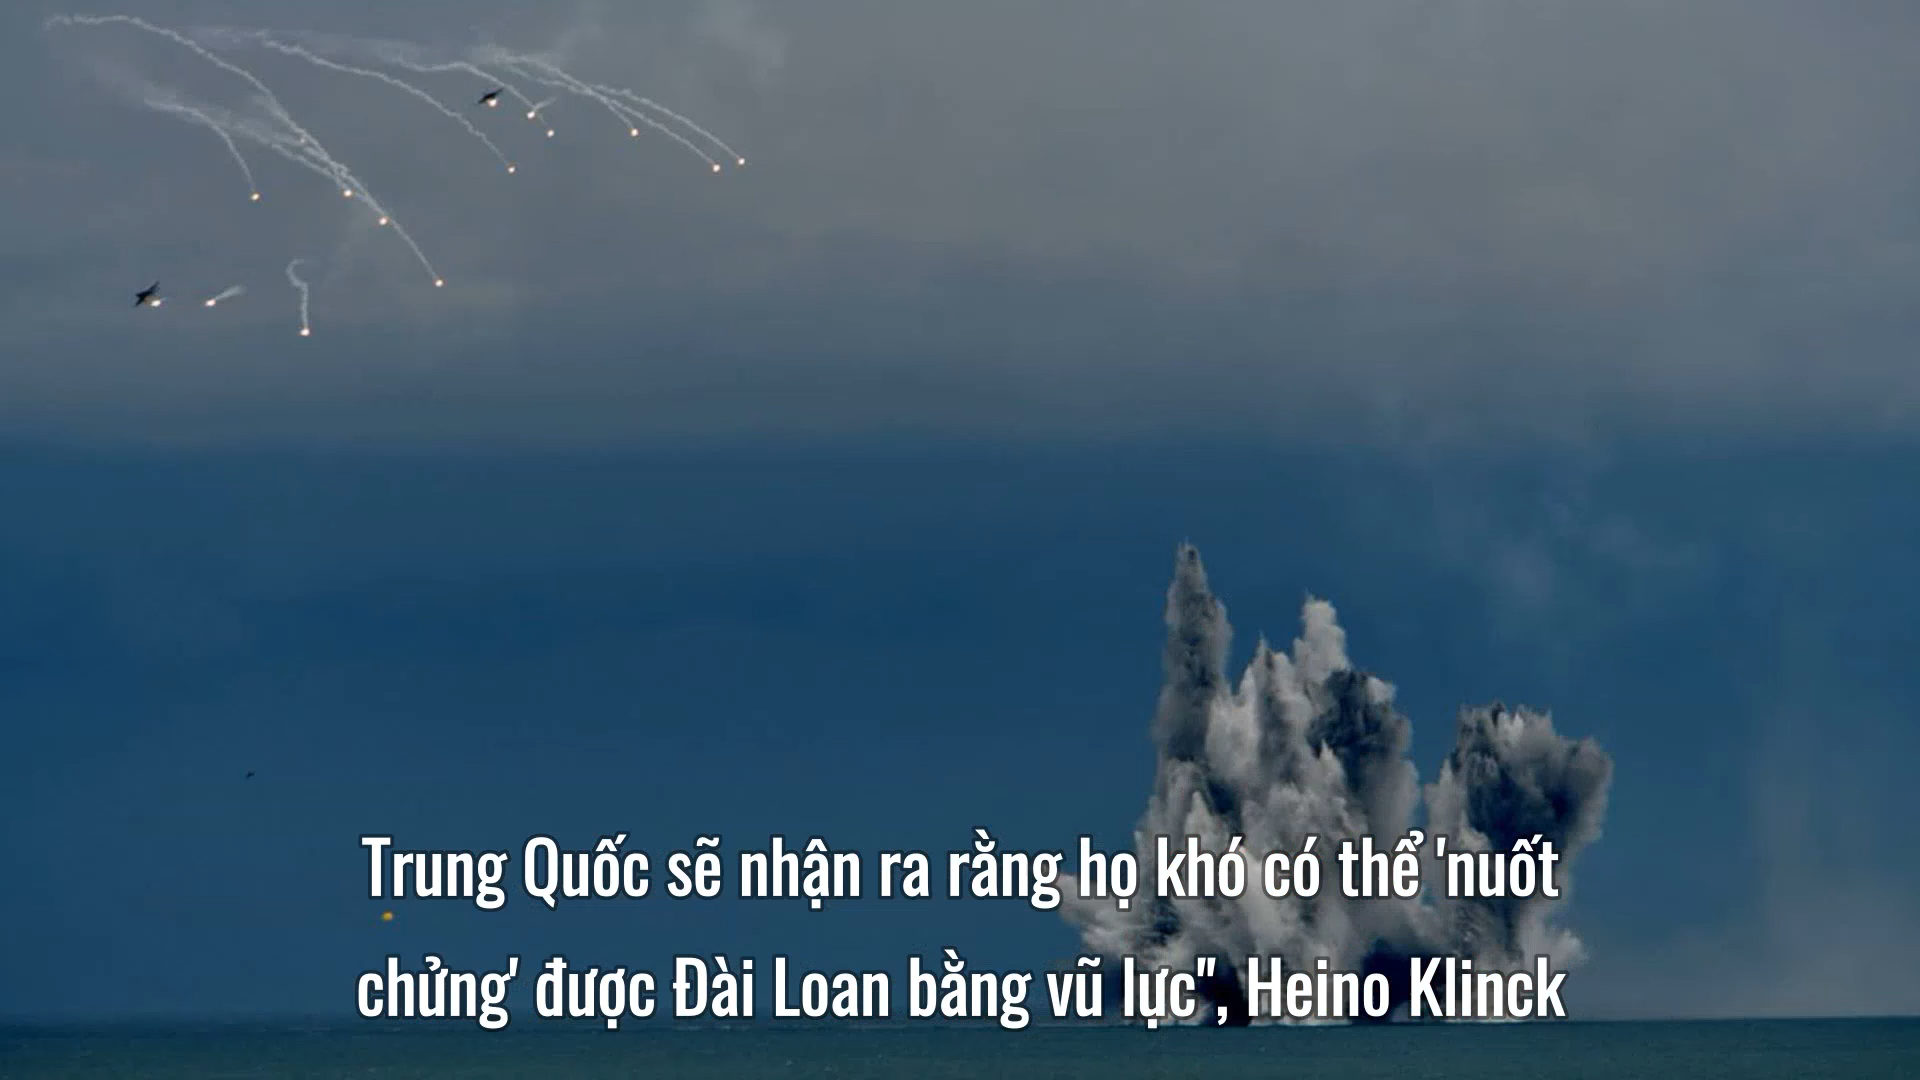 Trung Quốc sẽ nhận ra rằng họ khó có thể 'nuốt
chửng' được Đài Loan bằng vũ lực", Heino Klinck